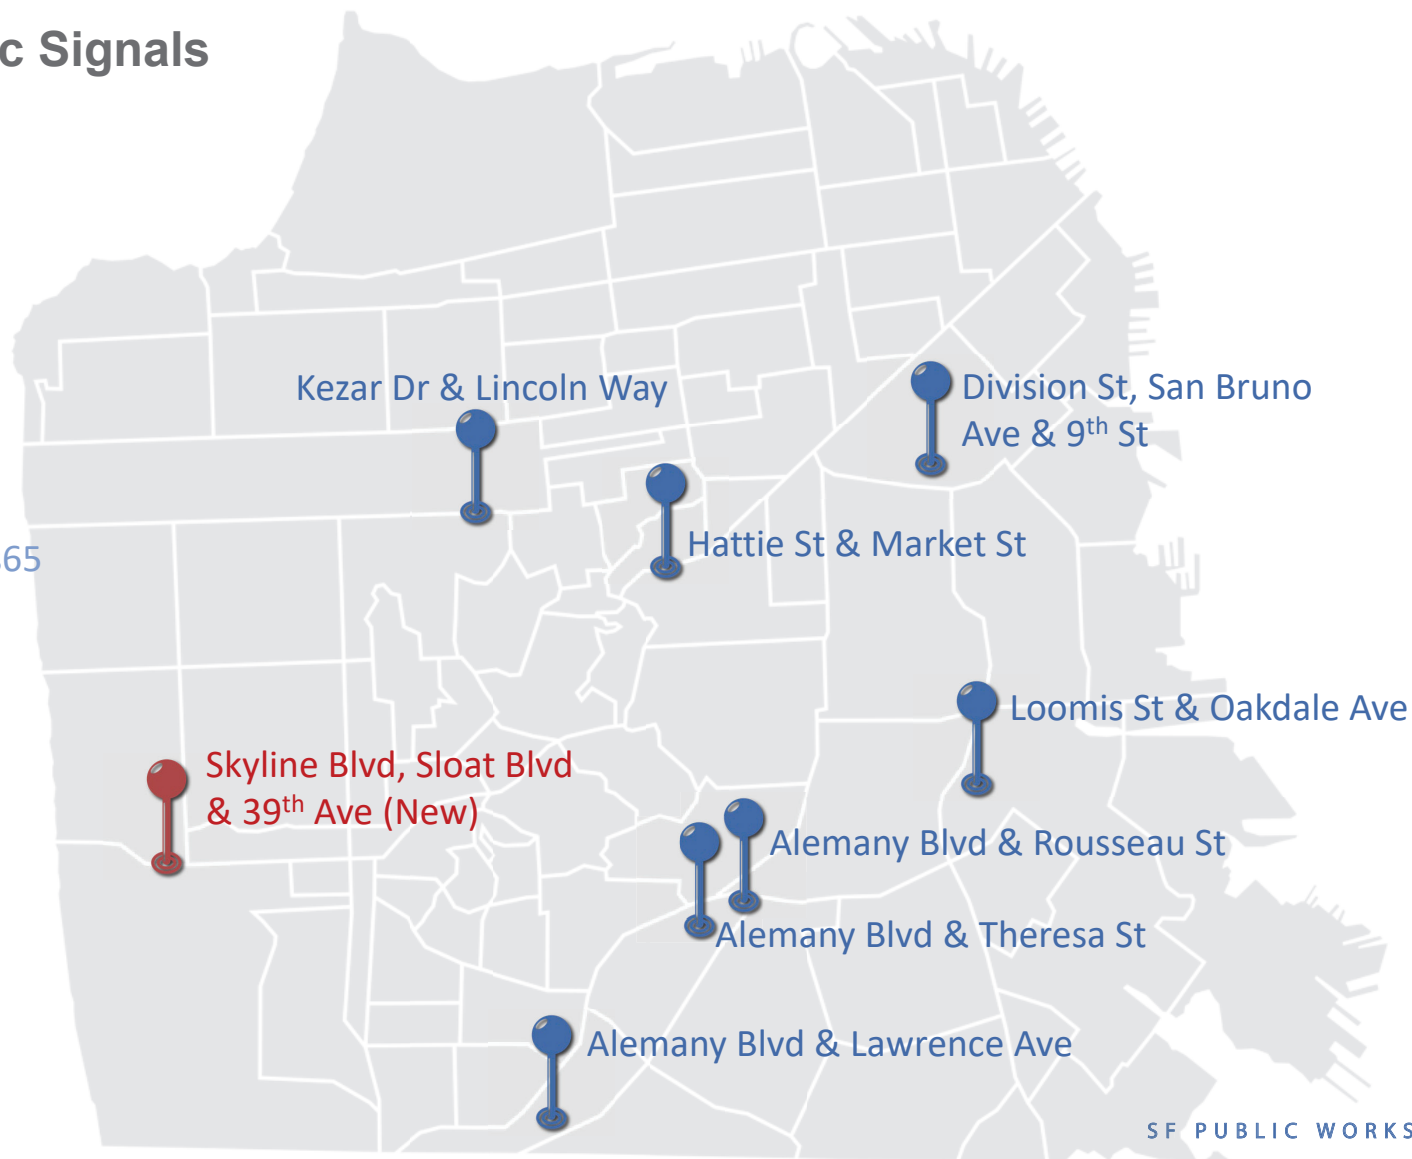 c Signals
Kezar Dr & Lincoln Way
Division St, San Bruno
Ave & 9th St
Hattie St & Market St
65
Loomis St & Oakdale Ave
Skyline Blvd, Sloat Blvd
& 39th Ave (New)
Alemany Blvd & Rousseau St
Alemany Blvd & Theresa St
Alemany Blvd & Lawrence Ave
SF PUBLIC WORKS